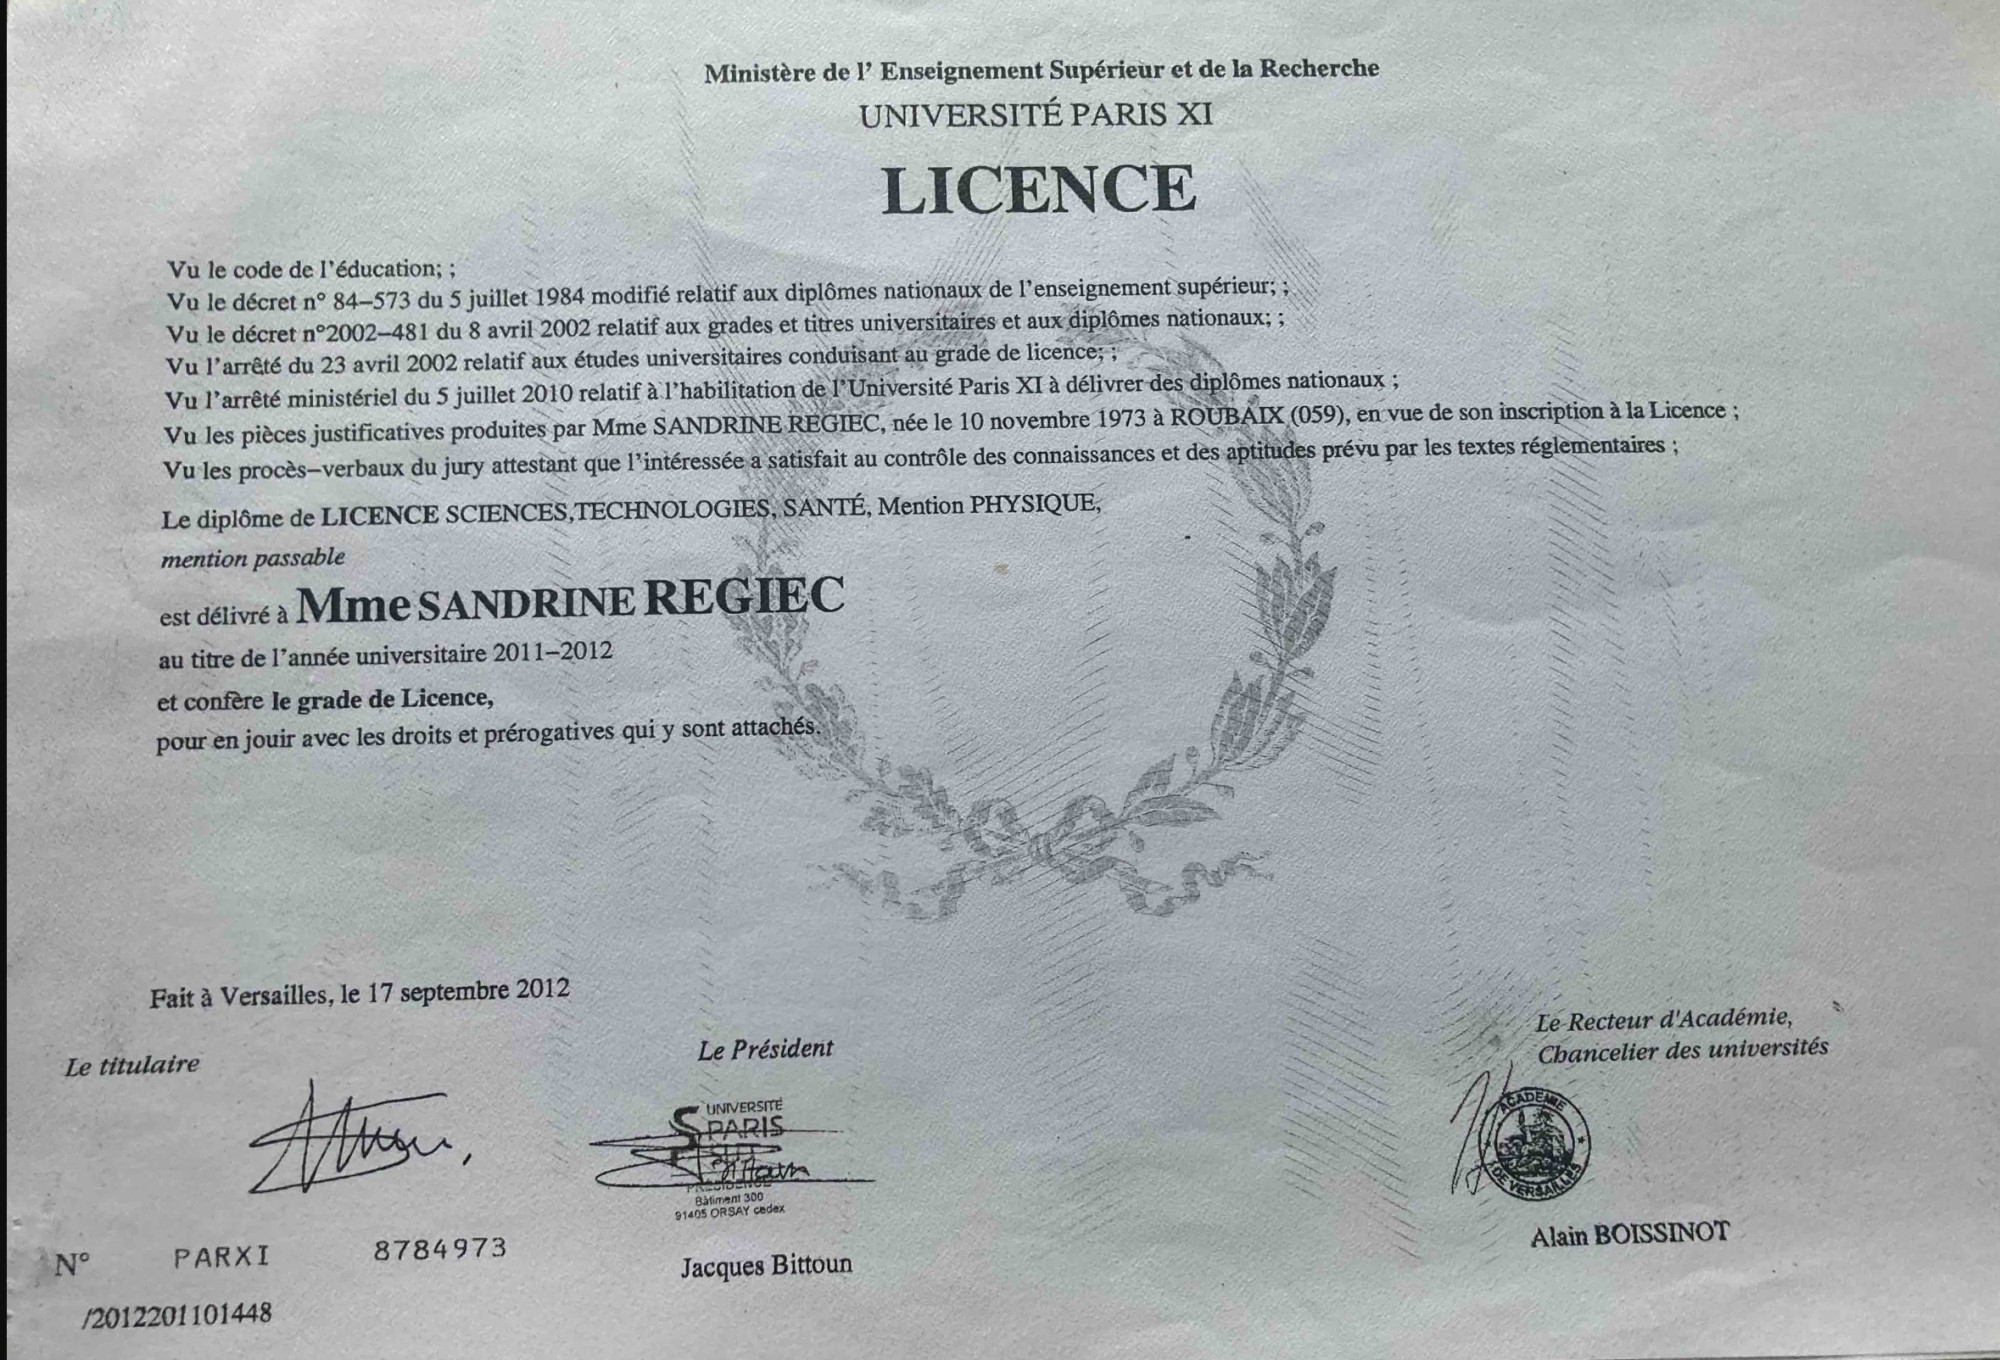 Ministère de l' Enseignement Supérieur et de la Recherche
UNIVERSITÉ PARIS XI
LICENCE
Vu le code de l'éducation; ;
Vu le décret n° 84–573 du 5 juillet 1984 modifié relatif aux diplômes nationaux de l'enseignement supérieur; ;
Vu le décret n°2002–481 du 8 avril 2002 relatif aux grades et titres universitaires et aux diplômes nationaux; ;
Vu l'arrêté du 23 avril 2002 relatif aux études universitaires conduisant au grade de licence; ;
Vu l'arrêté ministériel du 5 juillet 2010 relatif à l'habilitation de l'Université Paris XI à délivrer des diplômes nationaux ;
Vu les pièces justificatives produites par Mme SANDRINE REGIEC, née le 10 novembre 1973 à ROUBAIX (059), en vue de son inscription à la Licence ;
Vu les procès–verbaux du jury attestant que l'intéressée a satisfait au contrôle des connaissances et des aptitudes prévu par les textes réglementaires ;
Le diplôme de LICENCE SCIENCES,TECHNOLOGIES, SANTÉ, Mention PHYSIQUE,
mention passable
est délivré à Mme SANDRINE REGIEC
au titre de l'année universitaire 2011–2012
et confère le grade de Licence,
pour en jouir avec les droits et prérogatives qui y sont attachés.
Fait à Versailles, le 17 septembre 2012
Le titulaire
Le Président
Le Recteur d'Académie,
Chancelier des universités
UNIVERSITÉ
PARIS
SUD
PRÉSIDENCE
Bâtiment 300
91405 ORSAY cedex
ACADEMIE
DE VERSAILLES
Jacques Bittoun
Alain BOISSINOT
N° PARXI 8784973
/2012201101448